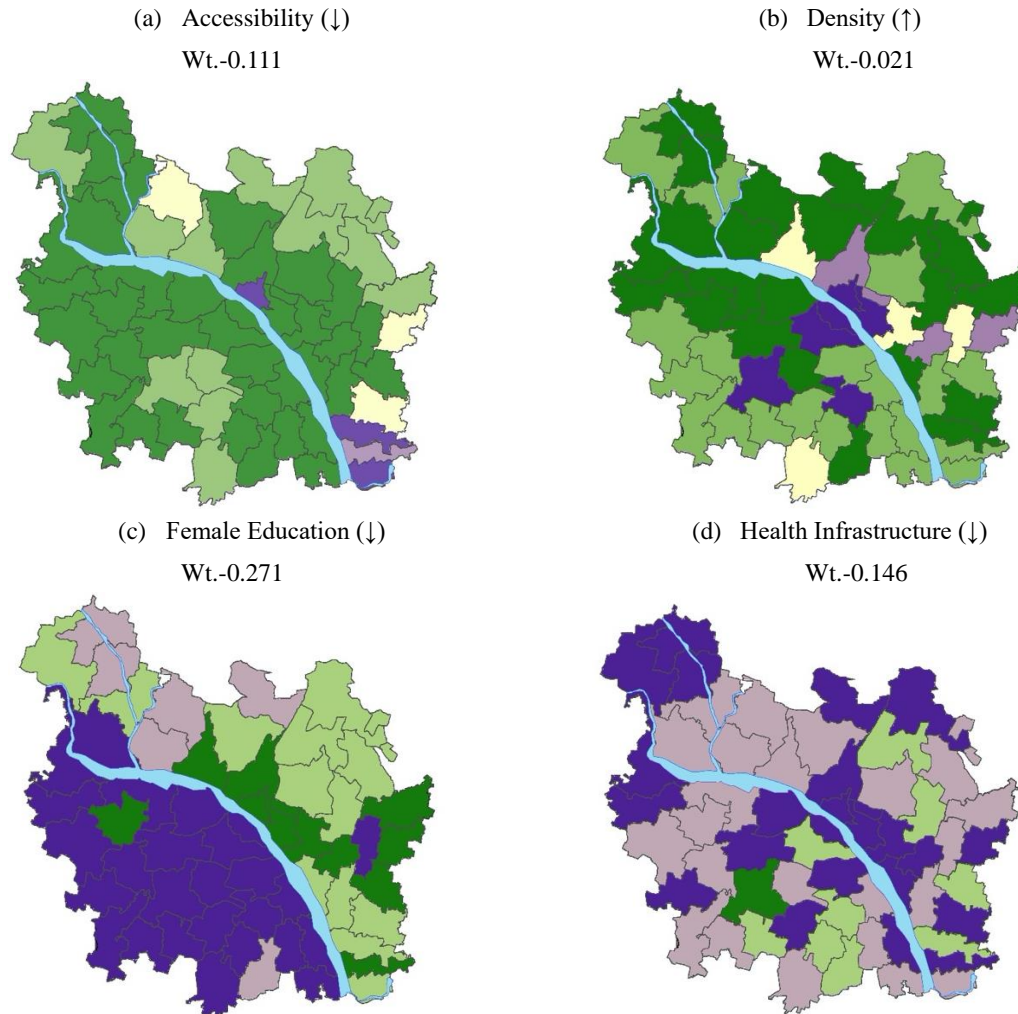 (a) Accessibility (↓)
Wt.-0.111
(b) Density (↑)
Wt.-0.021
(c) Female Education (↓)
Wt.-0.271
(d) Health Infrastructure (↓)
Wt.-0.146